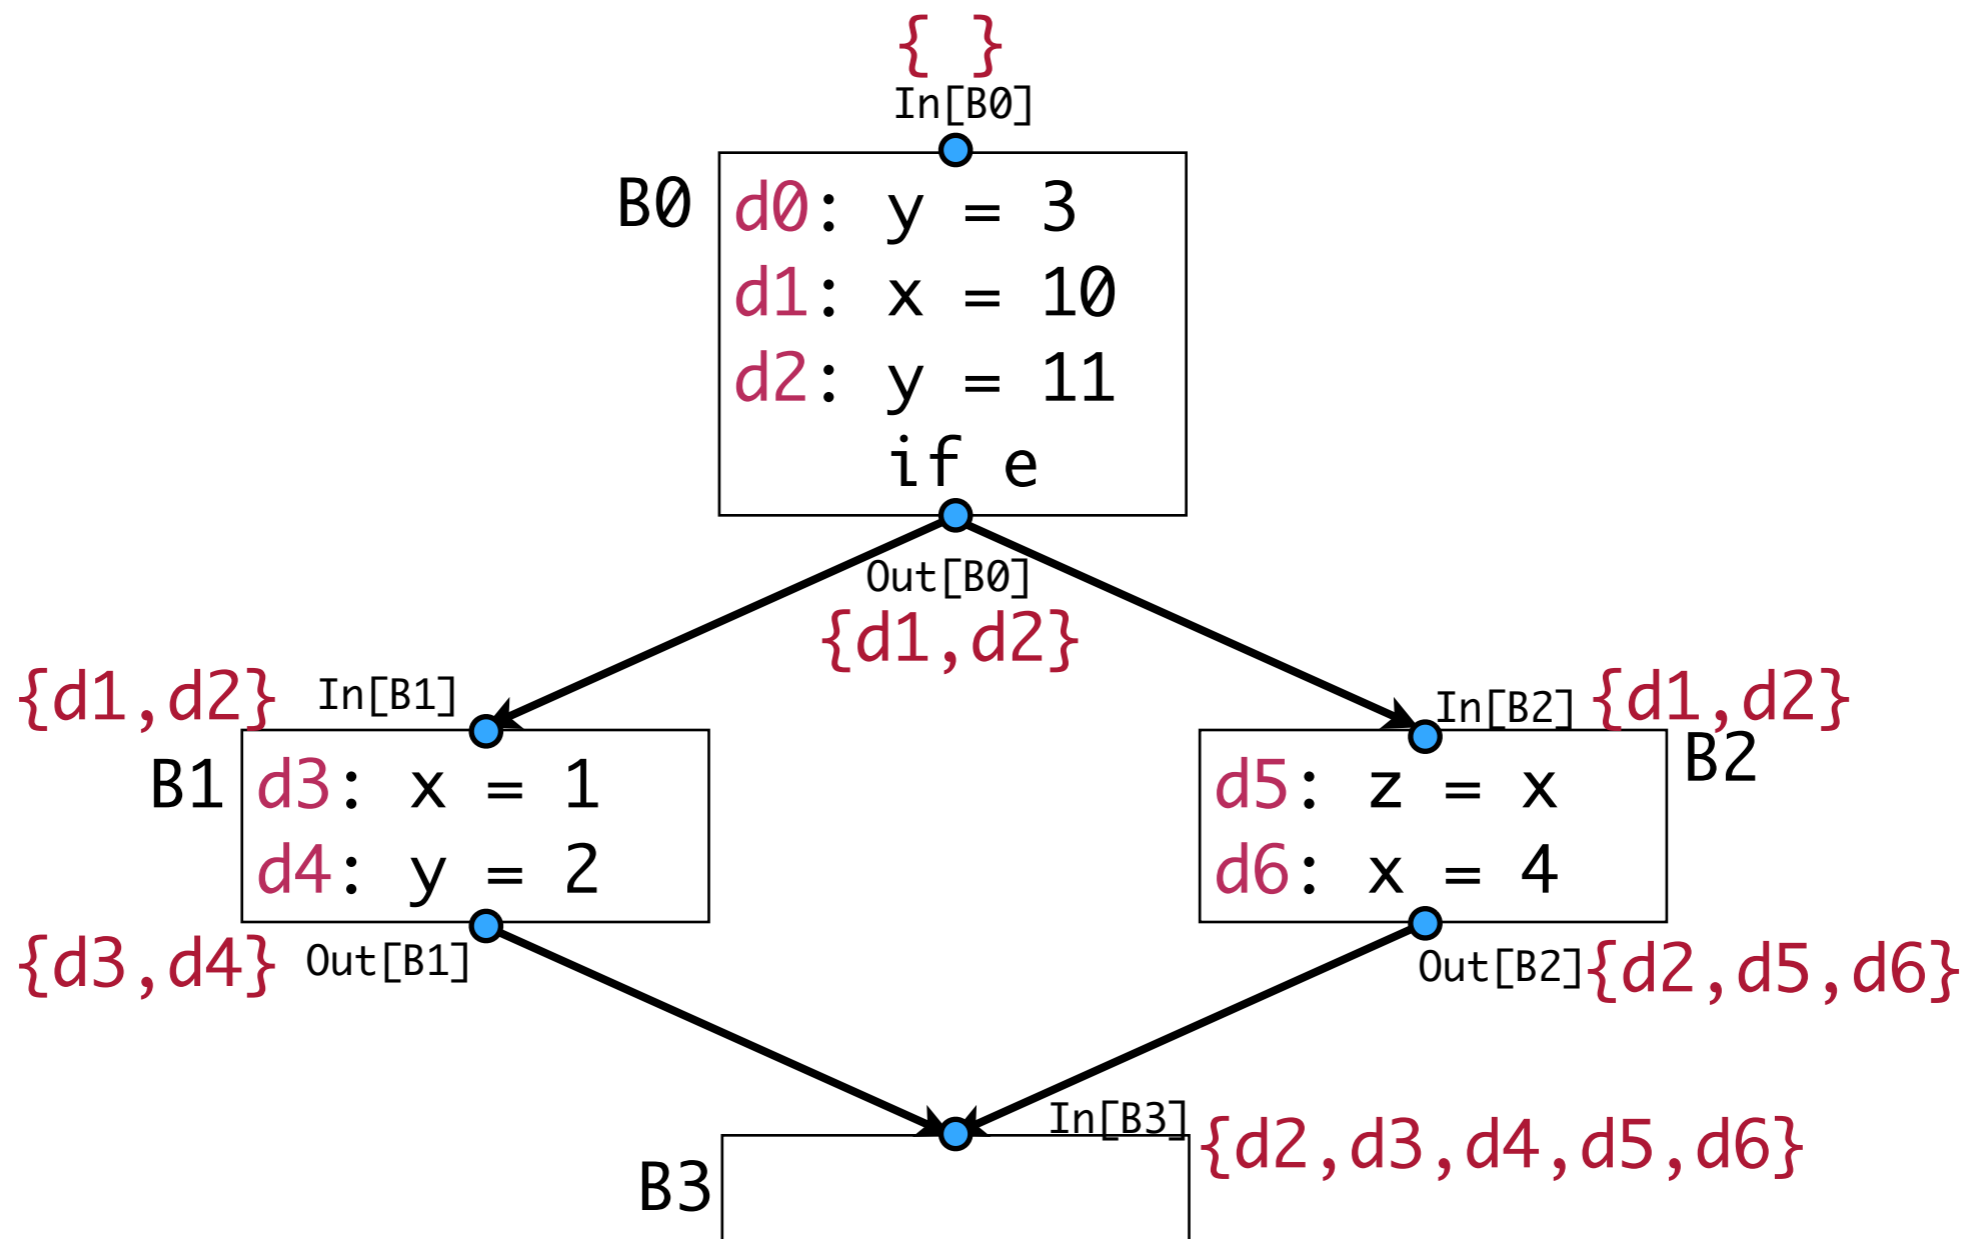 { }
In[B0]
B0
d0: y = 3
d1: x = 10
d2: y = 11
if e
Out[B0]
{d1,d2}
{d1,d2} In[B1]
B1
d3: x = 1
d4: y = 2
{d3,d4} Out[B1]
In[B2] {d1,d2}
B2
d5: z = x
d6: x = 4
Out[B2] {d2,d5,d6}
In[B3] {d2,d3,d4,d5,d6}
B3